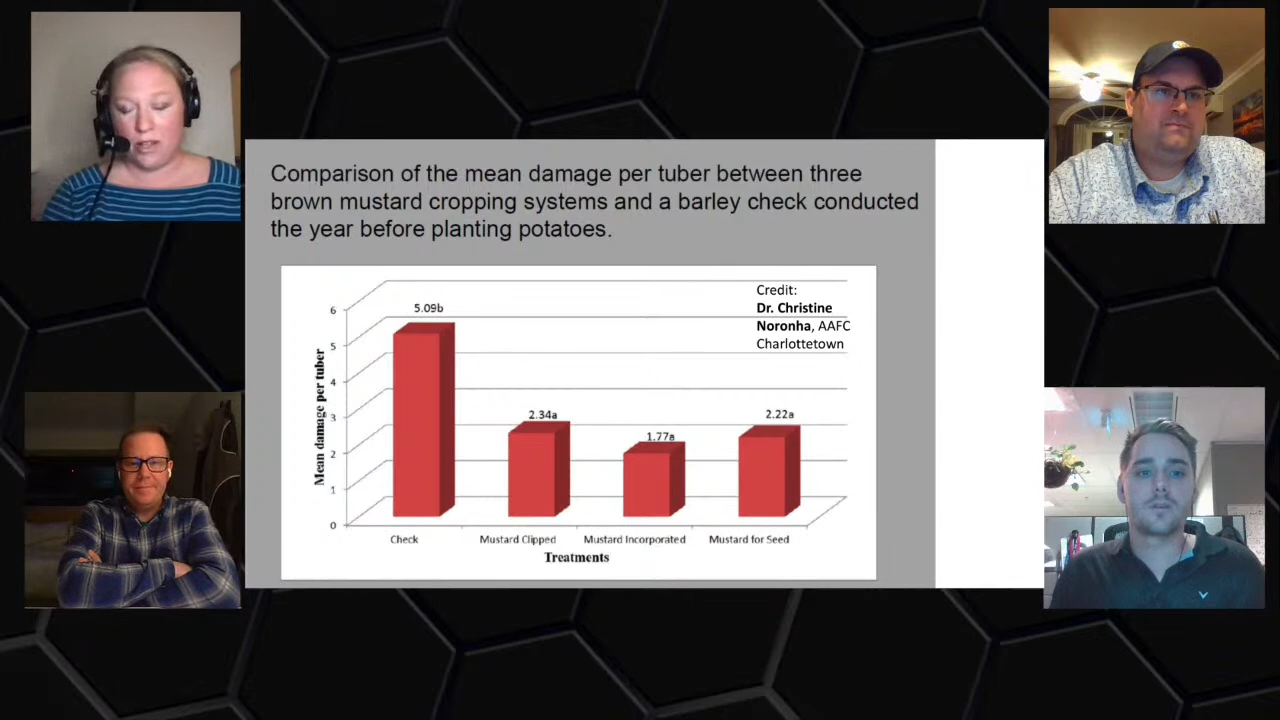 Comparison of the mean damage per tuber between three
brown mustard cropping systems and a barley check conducted
the year before planting potatoes.
Credit:
Dr. Christine
Noronha, AAFC
Charlottetown
Mean damage per tuber
6
5
4
3
2
1
0
5.09b
2.34a
1.77a
2.22a
Check
Mustard Clipped
Mustard Incorporated
Mustard for Seed
Treatments